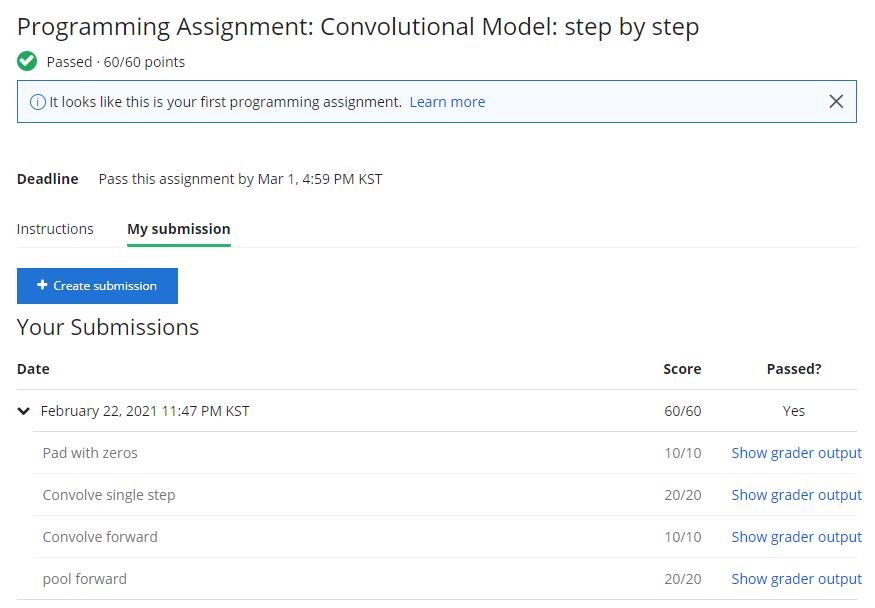 Programming Assignment: Convolutional Model: step by step
Passed · 60/60 points
It looks like this is your first programming assignment. Learn more
Deadline Pass this assignment by Mar 1, 4:59 PM KST
Instructions My submission
+ Create submission
Your Submissions
Date Score Passed?
February 22, 2021 11:47 PM KST 60/60 Yes
Pad with zeros 10/10 Show grader output
Convolve single step 20/20 Show grader output
Convolve forward 10/10 Show grader output
pool forward 20/20 Show grader output